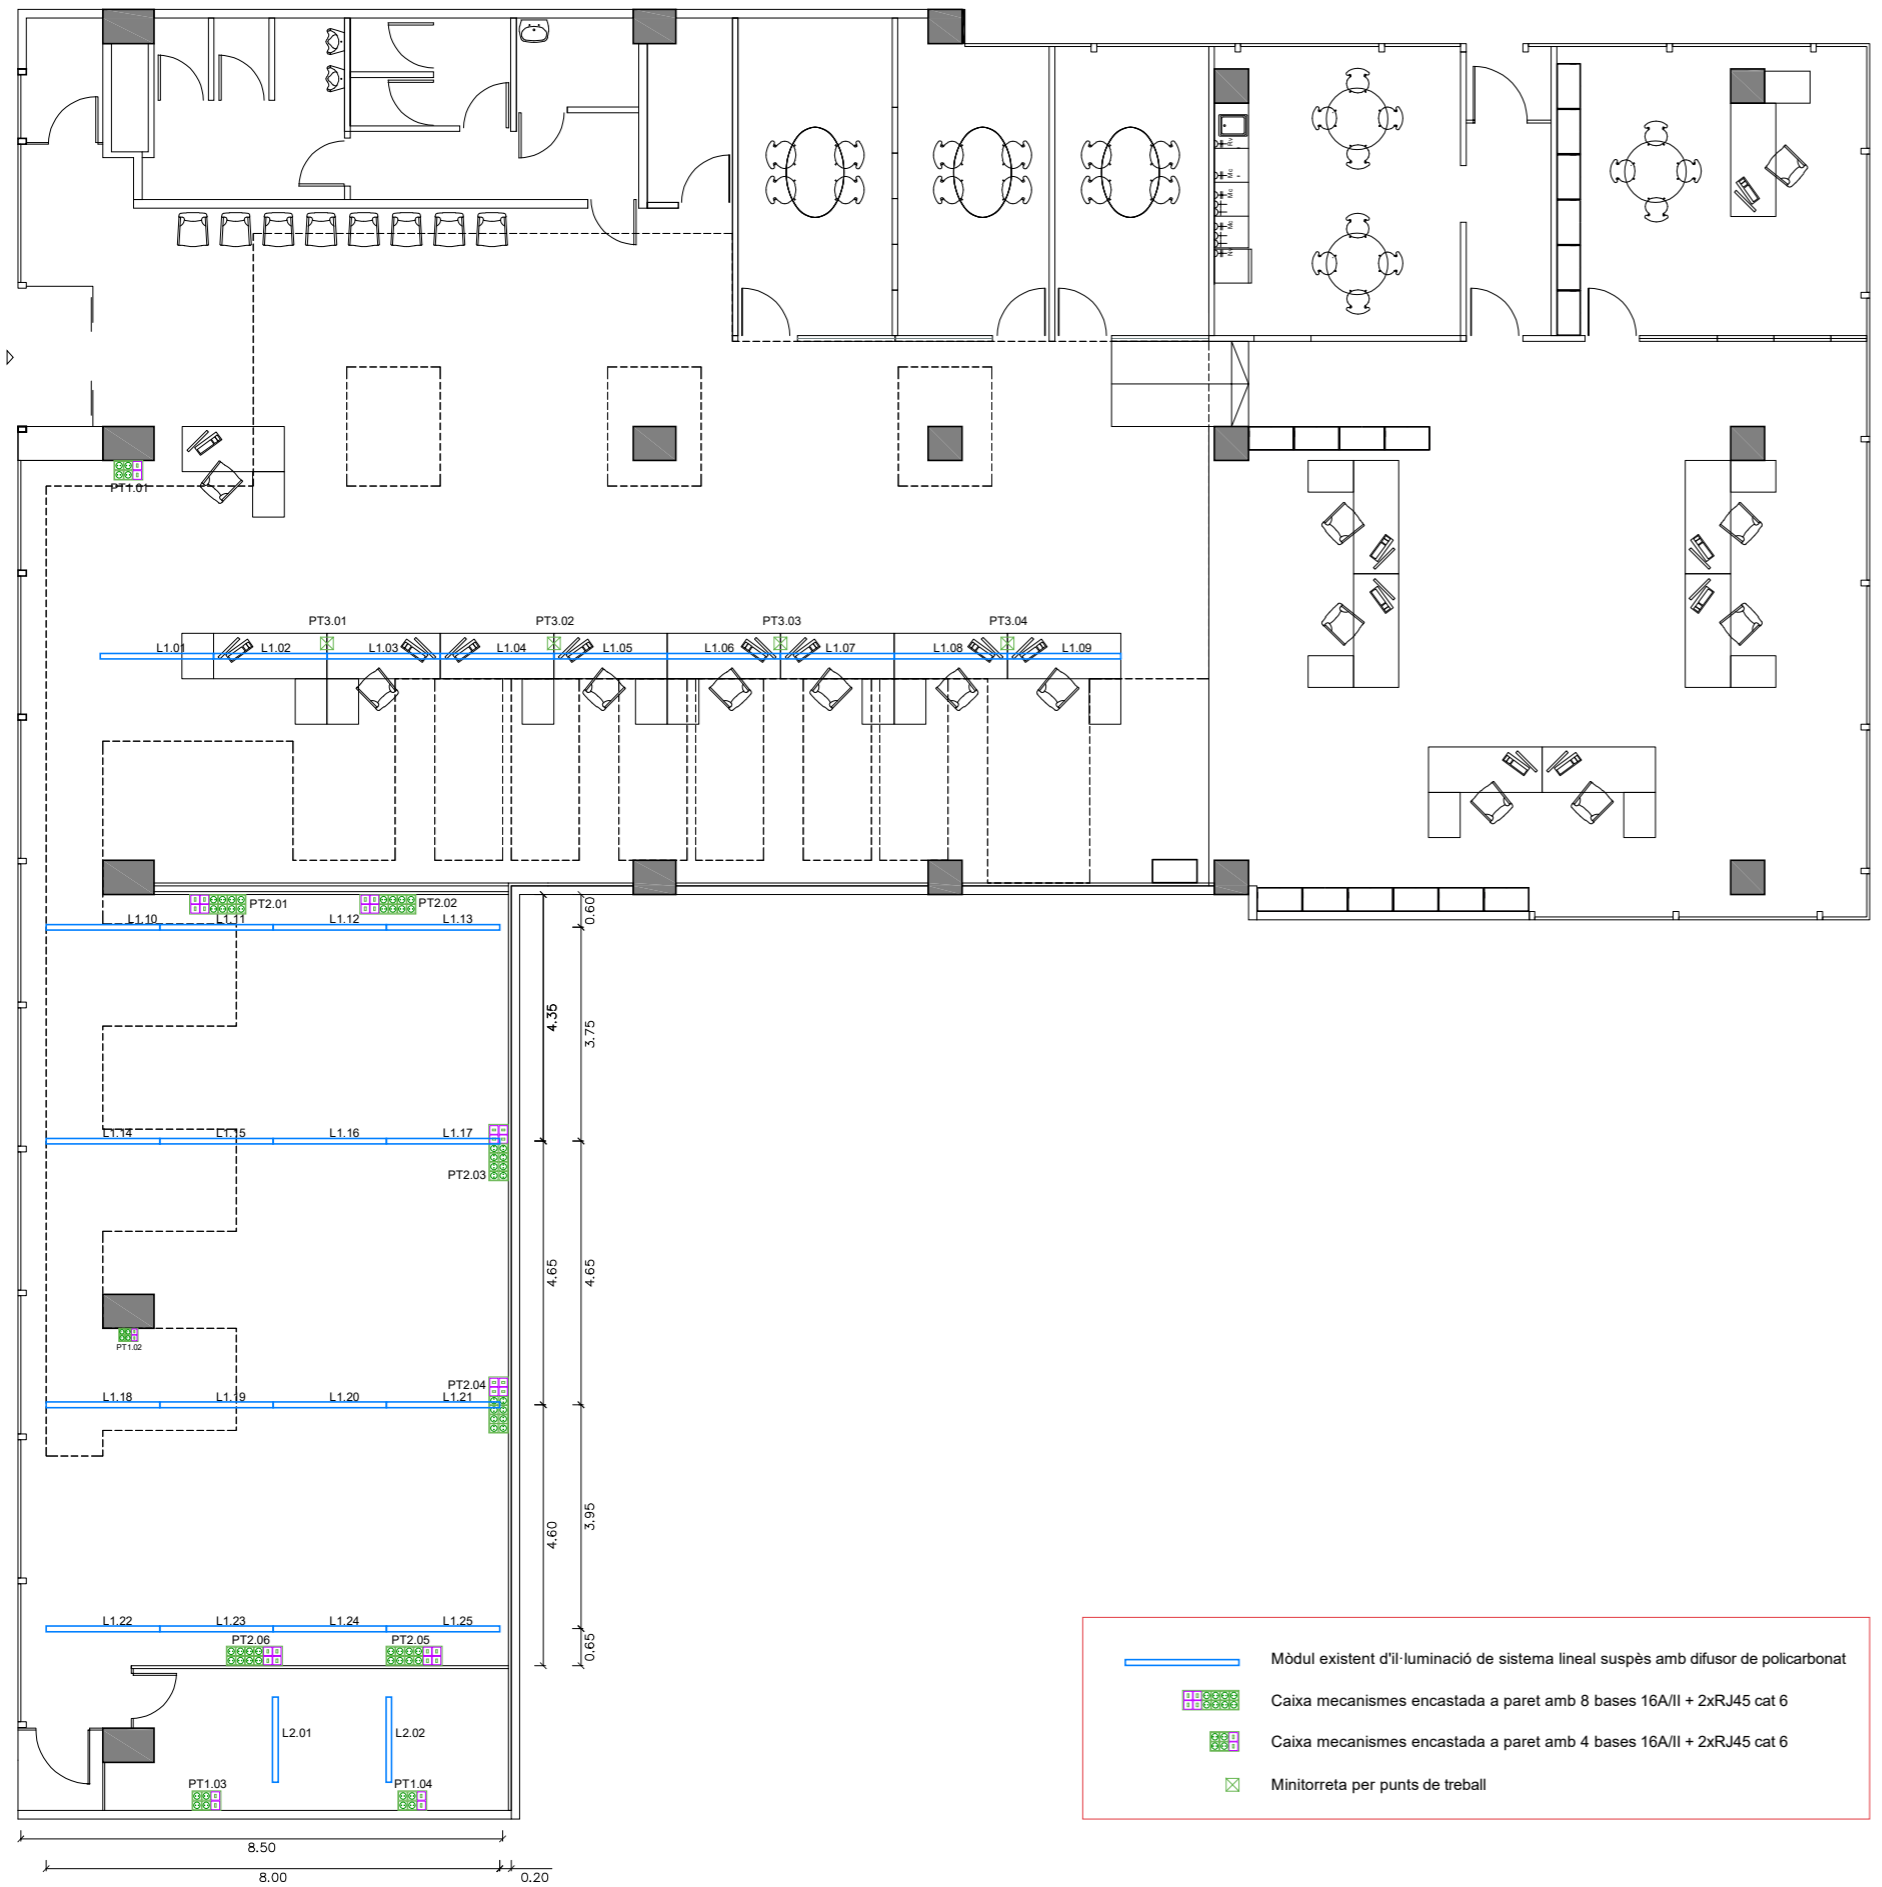 PT1.01
PT3.01
PT3.02
PT3.03
PT3.04
L1.01
L1.02
L1.03
L1.04
L1.05
L1.06
L1.07
L1.08
L1.09
PT2.01
PT2.02
L1.10
L1.11
L1.12
L1.13
0.60
4.35
3.75
L1.14
L1.15
L1.16
L1.17
PT2.03
4.65
4.65
PT1.02
PT2.04
L1.18
L1.19
L1.20
L1.21
4.60
3.95
L1.22
L1.23
L1.24
L1.25
PT2.06
PT2.05
0.65
L2.01
L2.02
PT1.03
PT1.04
8.50
8.00
0.20
Mòdul existent d'il·luminació de sistema lineal suspès amb difusor de policarbonat
Caixa mecanismes encastada a paret amb 8 bases 16A/II + 2xRJ45 cat 6
Caixa mecanismes encastada a paret amb 4 bases 16A/II + 2xRJ45 cat 6
Minitorreta per punts de treball